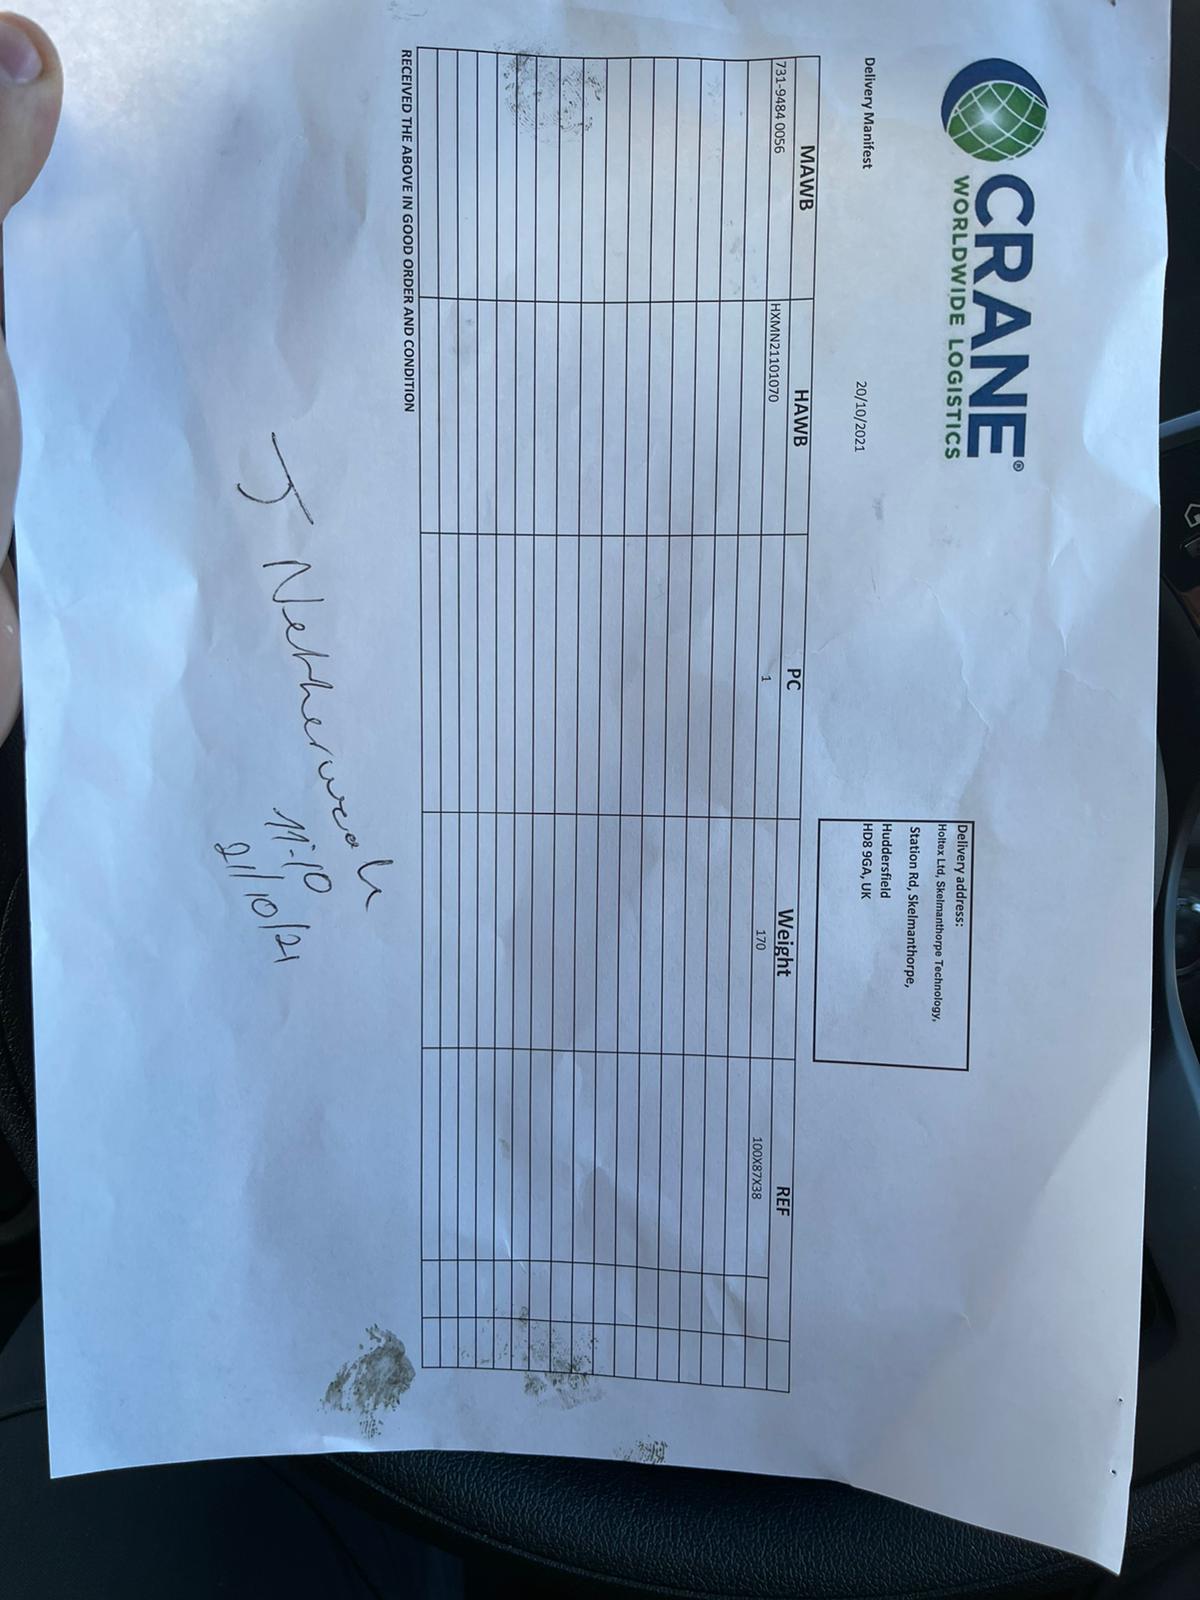 CRANE®
WORLDWIDE LOGISTICS
Delivery Manifest 20/10/2021
Delivery address:
Holtex Ltd, Skelmanthorpe Technology,
Station Rd, Skelmanthorpe,
Huddersfield
HD8 9GA, UK
MAWB HAWB PC Weight REF
731-9484 0056 HXMN21101070 1 170 100X87X38
RECEIVED THE ABOVE IN GOOD ORDER AND CONDITION
J Netherwood
11-10
21/10/21